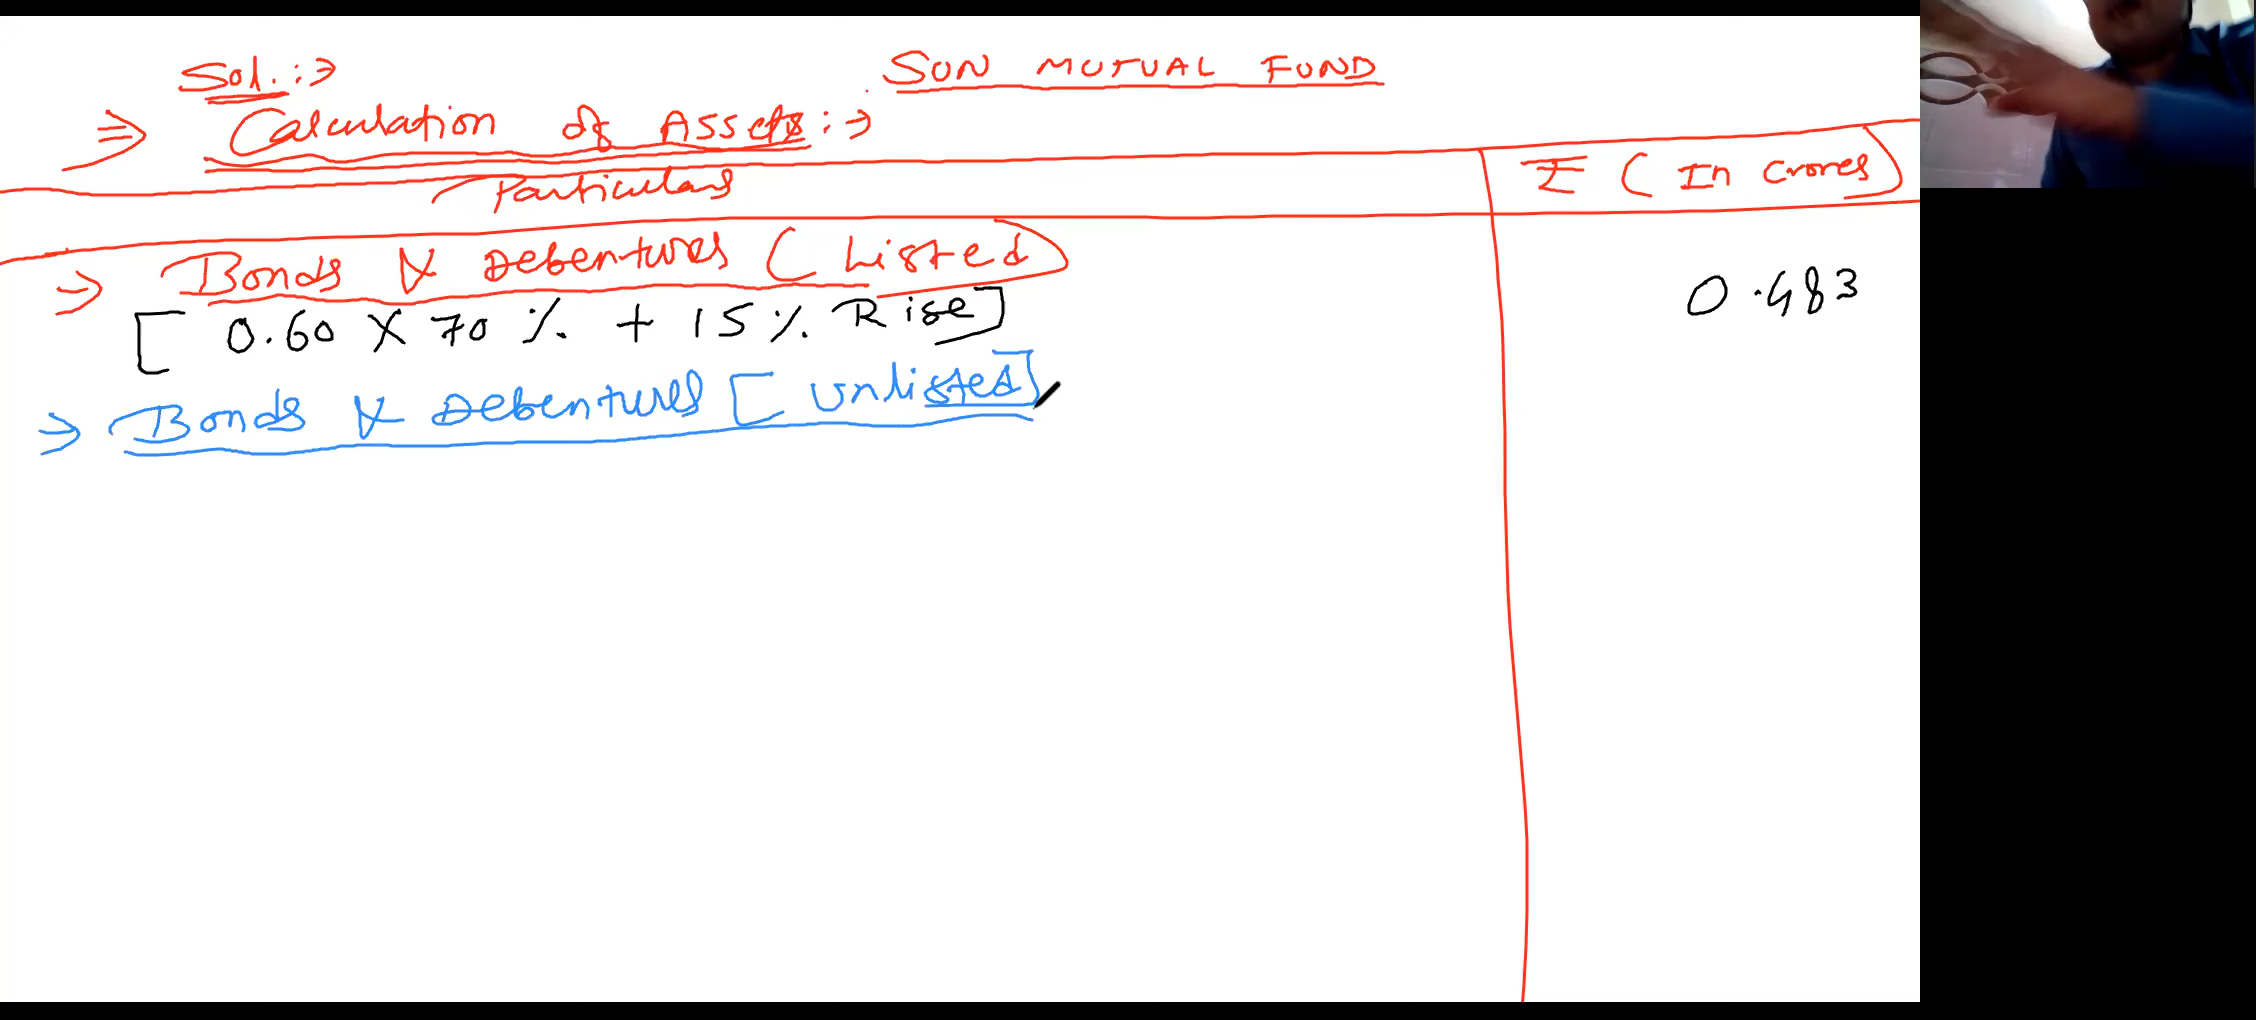 Sol. :⇒
SUN MUTUAL FUND
⇒ Calculation of Assets :→
Particulars
₹ (In Crores)
⇒ Bonds & Debentures (Listed)
0.483
[0.60 X 70 % + 15 % Rise]
⇒ Bonds & Debentures [Unlisted]